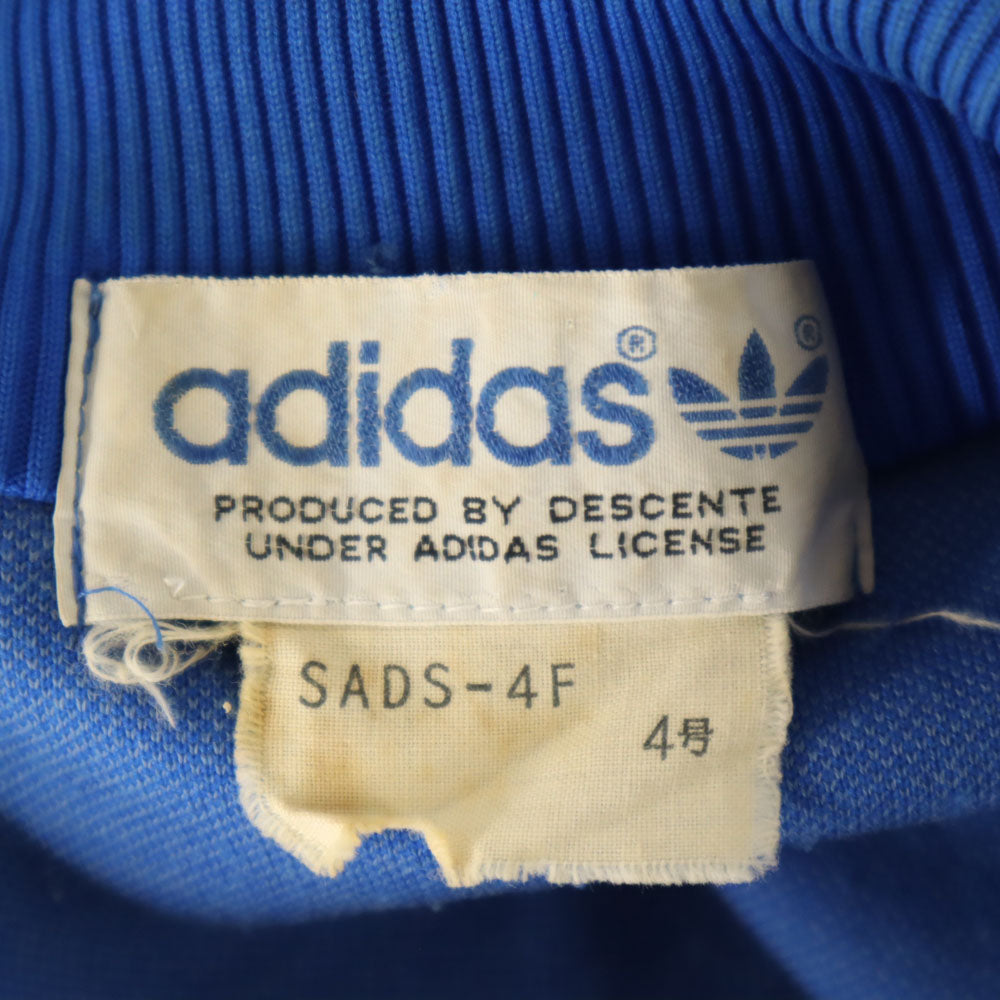 adidas® ®
PRODUCED BY DESCENTE
UNDER ADIDAS LICENSE
SADS-4F
4号